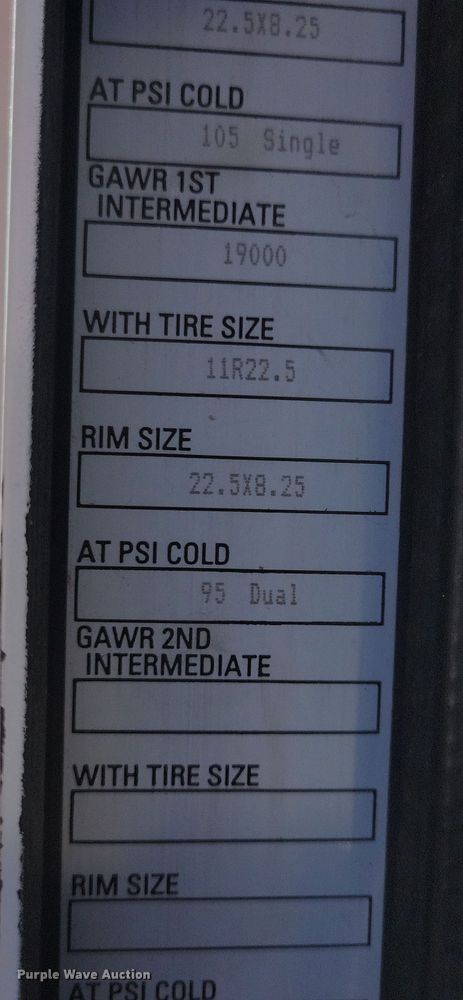 22.5X8.25
AT PSI COLD
105 Single
GAWR 1ST
INTERMEDIATE
19000
WITH TIRE SIZE
11R22.5
RIM SIZE
22.5X8.25
AT PSI COLD
95 Dual
GAWR 2ND
INTERMEDIATE
WITH TIRE SIZE
RIM SIZE
Purple Wave Auction
AT PSI COLD